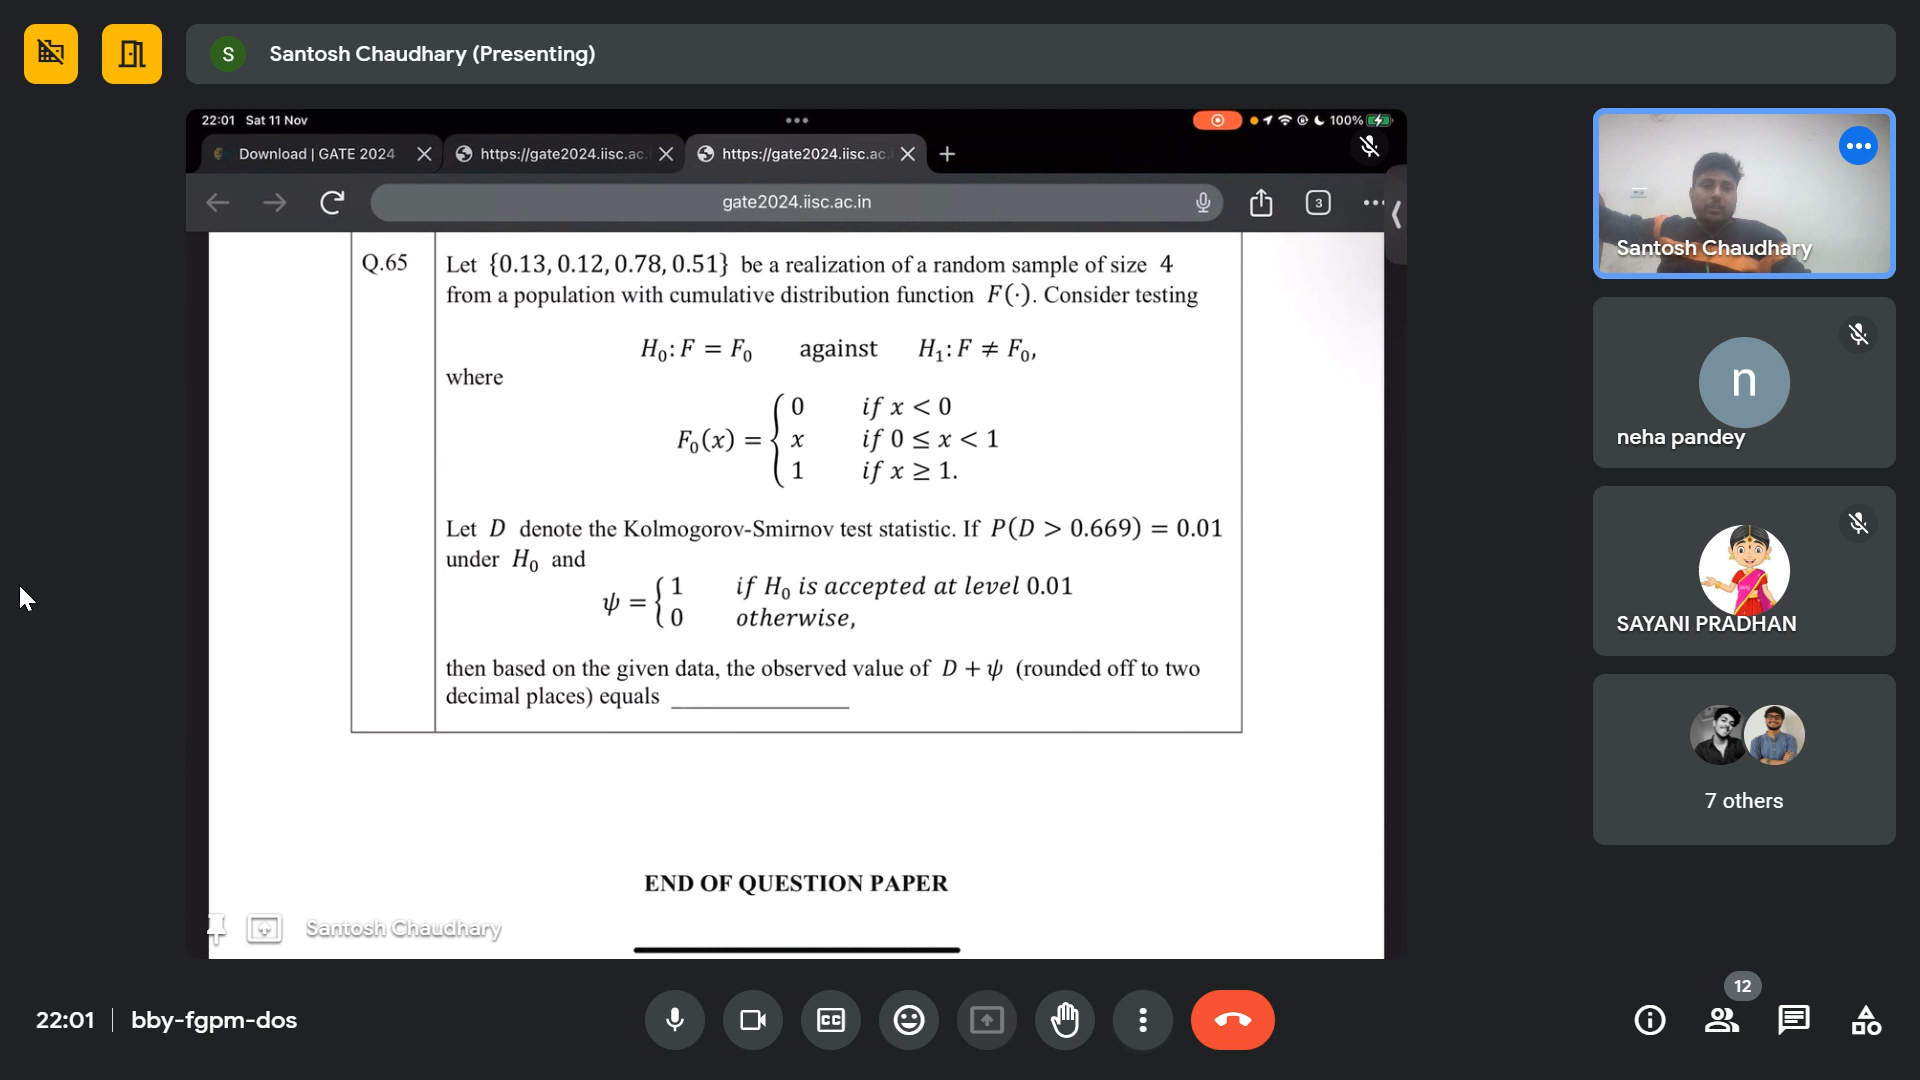 S Santosh Chaudhary (Presenting)
22:01 Sat 11 Nov
100%
Download | GATE 2024
https://gate2024.iisc.ac.
https://gate2024.iisc.ac.
gate2024.iisc.ac.in
3
Q.65 Let {0.13, 0.12, 0.78, 0.51} be a realization of a random sample of size 4
from a population with cumulative distribution function F(·). Consider testing
H₀: F = F₀ against H₁: F ≠ F₀,
where
F₀(x) = { 0 if x < 0
x if 0 ≤ x < 1
1 if x ≥ 1.
Let D denote the Kolmogorov-Smirnov test statistic. If P(D > 0.669) = 0.01
under H₀ and
ψ = { 1 if H₀ is accepted at level 0.01
0 otherwise,
then based on the given data, the observed value of D + ψ (rounded off to two
decimal places) equals ______________
END OF QUESTION PAPER
Santosh Chaudhary
Santosh Chaudhary
n
neha pandey
SAYANI PRADHAN
7 others
22:01 | bby-fgpm-dos
CC
12